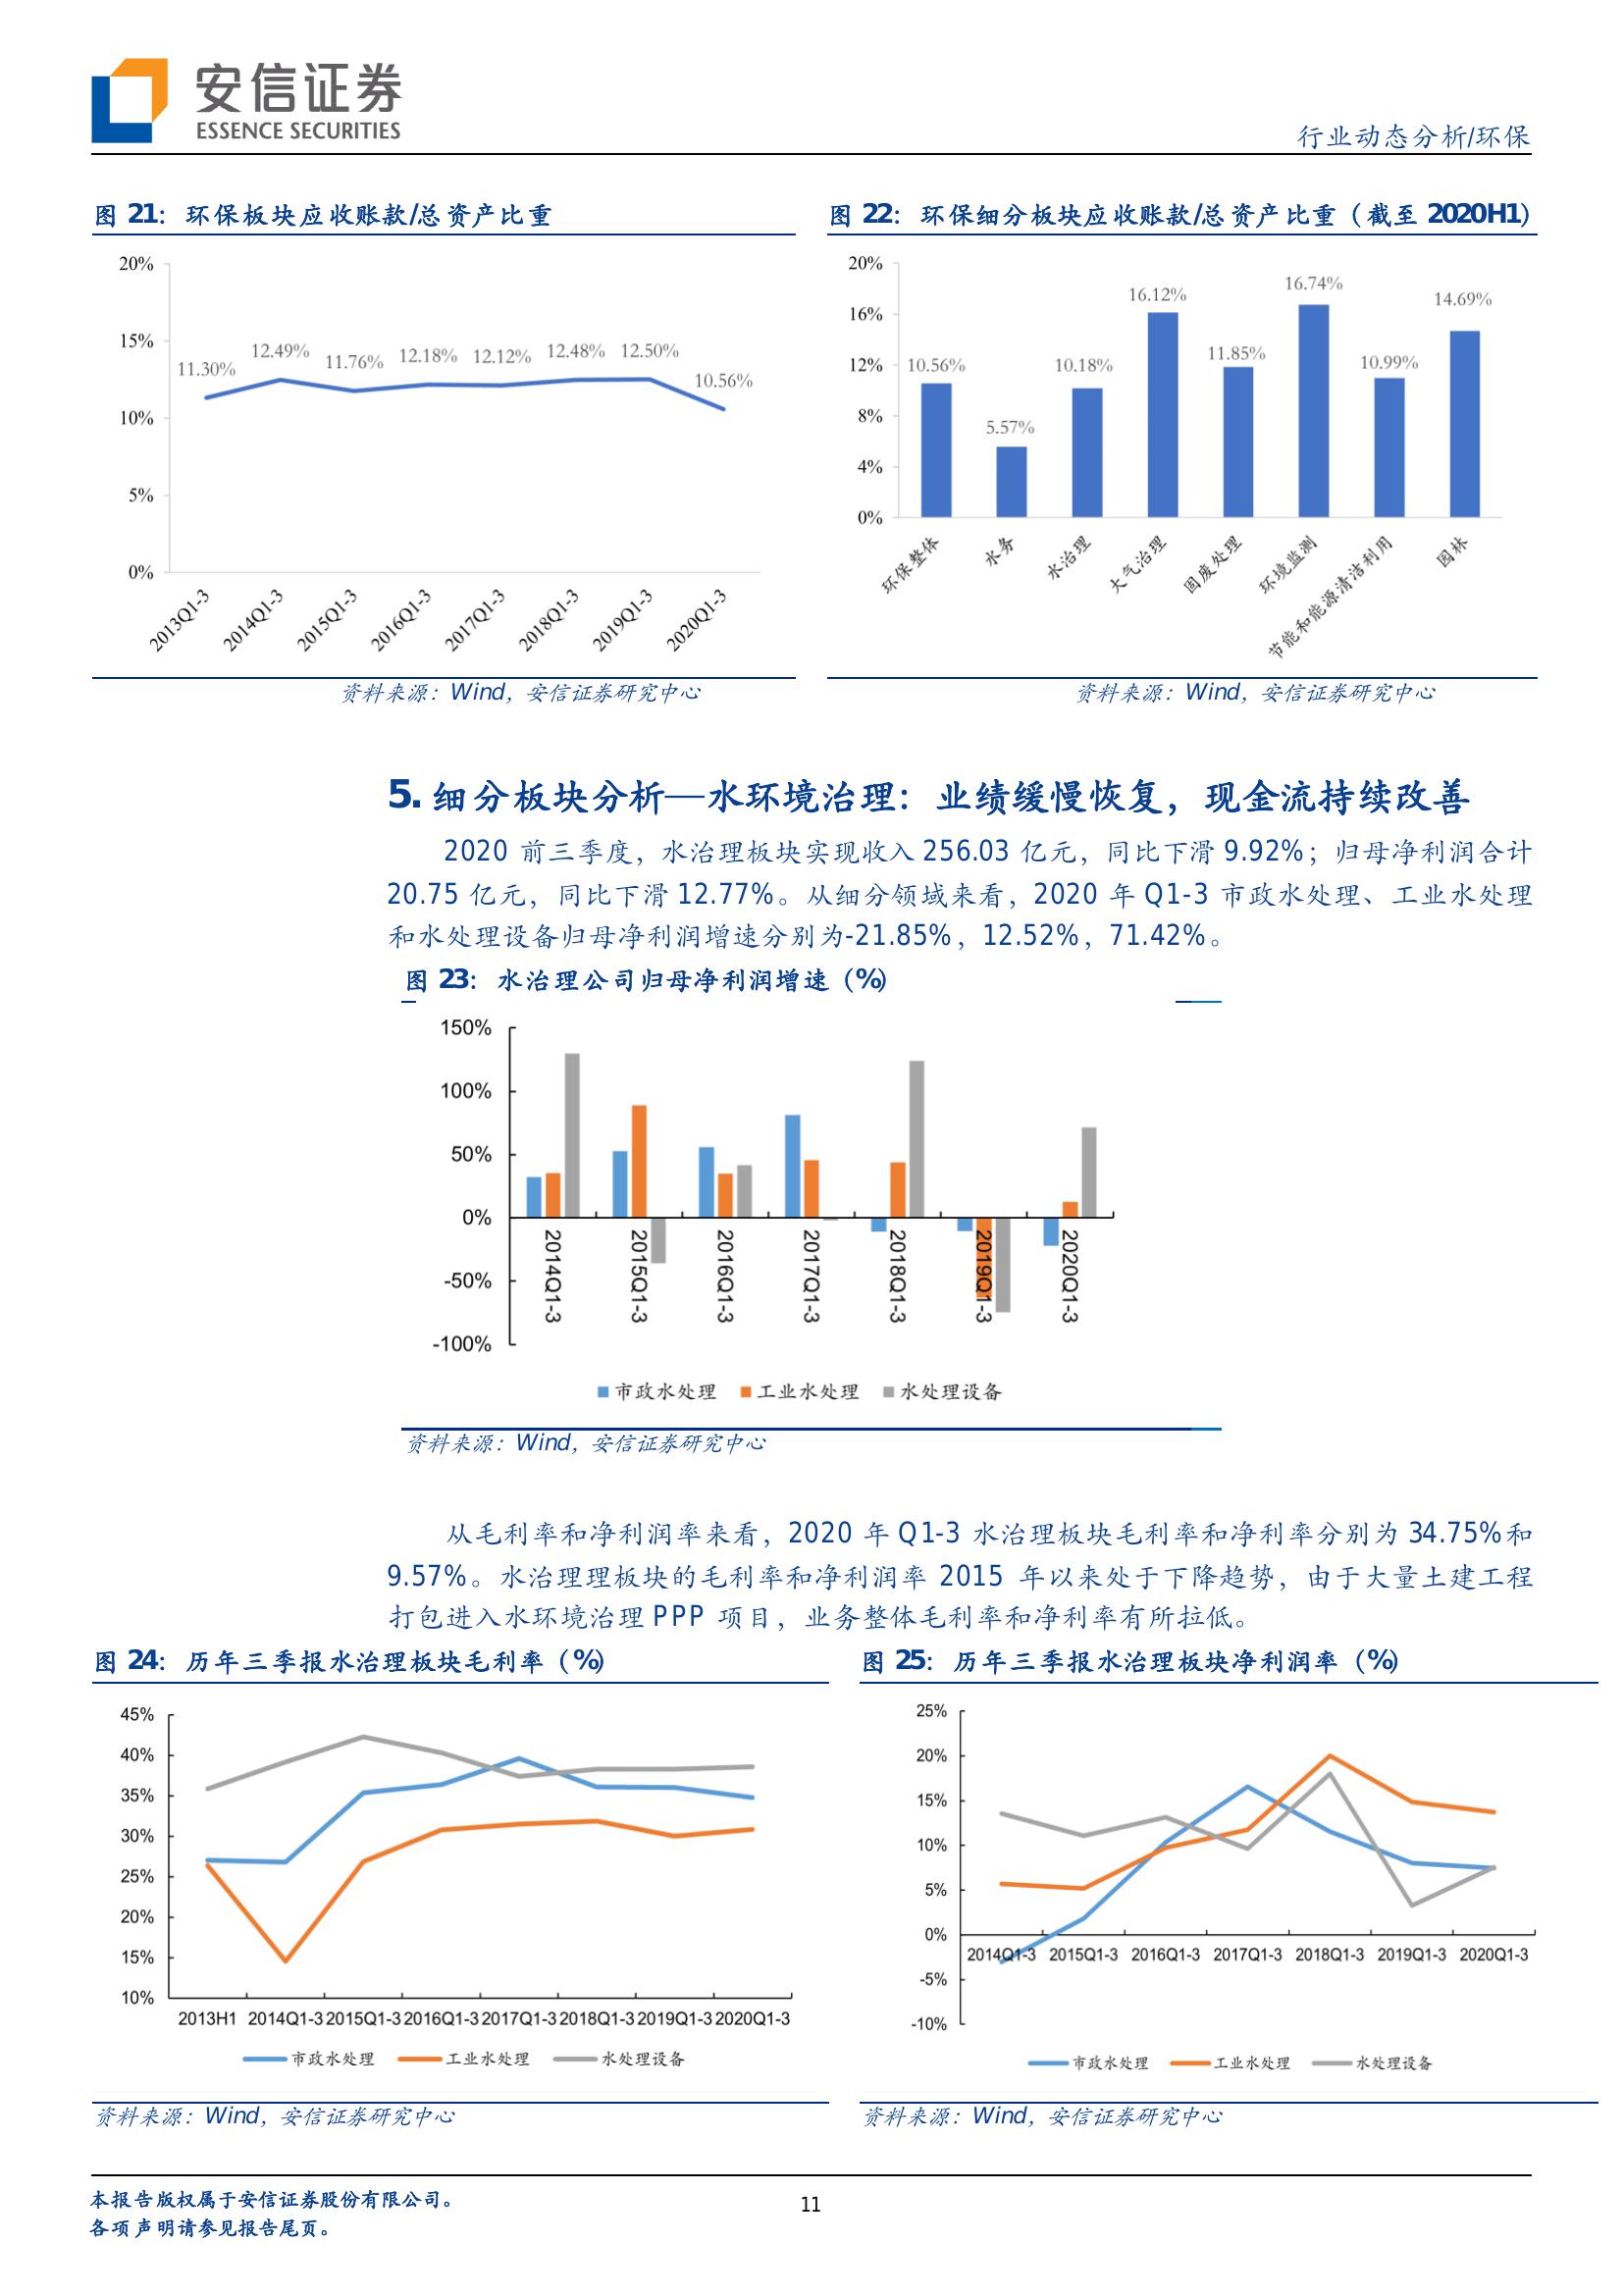 安信证券
ESSENCE SECURITIES
行业动态分析/环保
图 21：环保板块应收账款/总资产比重
20%
15%
10%
5%
0%
11.30%
12.49%
11.76%
12.18%
12.12%
12.48%
12.50%
10.56%
2013Q1-3
2014Q1-3
2015Q1-3
2016Q1-3
2017Q1-3
2018Q1-3
2019Q1-3
2020Q1-3
资料来源：Wind，安信证券研究中心
图 22：环保细分板块应收账款/总资产比重（截至 2020H1）
20%
16%
12%
8%
4%
0%
10.56%
5.57%
10.18%
16.12%
11.85%
16.74%
10.99%
14.69%
环保整体
水务
水治理
大气治理
固废处理
环境监测
节能和能源清洁利用
园林
资料来源：Wind，安信证券研究中心
5. 细分板块分析—水环境治理：业绩缓慢恢复，现金流持续改善
2020 前三季度，水治理板块实现收入 256.03 亿元，同比下滑 9.92%；归母净利润合计
20.75 亿元，同比下滑 12.77%。从细分领域来看，2020 年 Q1-3 市政水处理、工业水处理
和水处理设备归母净利润增速分别为-21.85%，12.52%，71.42%。
图 23：水治理公司归母净利润增速（%）
150%
100%
50%
0%
-50%
-100%
2014Q1-3
2015Q1-3
2016Q1-3
2017Q1-3
2018Q1-3
2019Q1-3
2020Q1-3
市政水处理 工业水处理 水处理设备
资料来源：Wind，安信证券研究中心
从毛利率和净利润率来看，2020 年 Q1-3 水治理板块毛利率和净利率分别为 34.75%和
9.57%。水治理理板块的毛利率和净利润率 2015 年以来处于下降趋势，由于大量土建工程
打包进入水环境治理 PPP 项目，业务整体毛利率和净利率有所拉低。
图 24：历年三季报水治理板块毛利率（%）
45%
40%
35%
30%
25%
20%
15%
10%
2013H1 2014Q1-3 2015Q1-3 2016Q1-3 2017Q1-3 2018Q1-3 2019Q1-3 2020Q1-3
市政水处理 工业水处理 水处理设备
资料来源：Wind，安信证券研究中心
图 25：历年三季报水治理板块净利润率（%）
25%
20%
15%
10%
5%
0%
-5%
-10%
2014Q1-3 2015Q1-3 2016Q1-3 2017Q1-3 2018Q1-3 2019Q1-3 2020Q1-3
市政水处理 工业水处理 水处理设备
资料来源：Wind，安信证券研究中心
本报告版权属于安信证券股份有限公司。
各项声明请参见报告尾页。
11